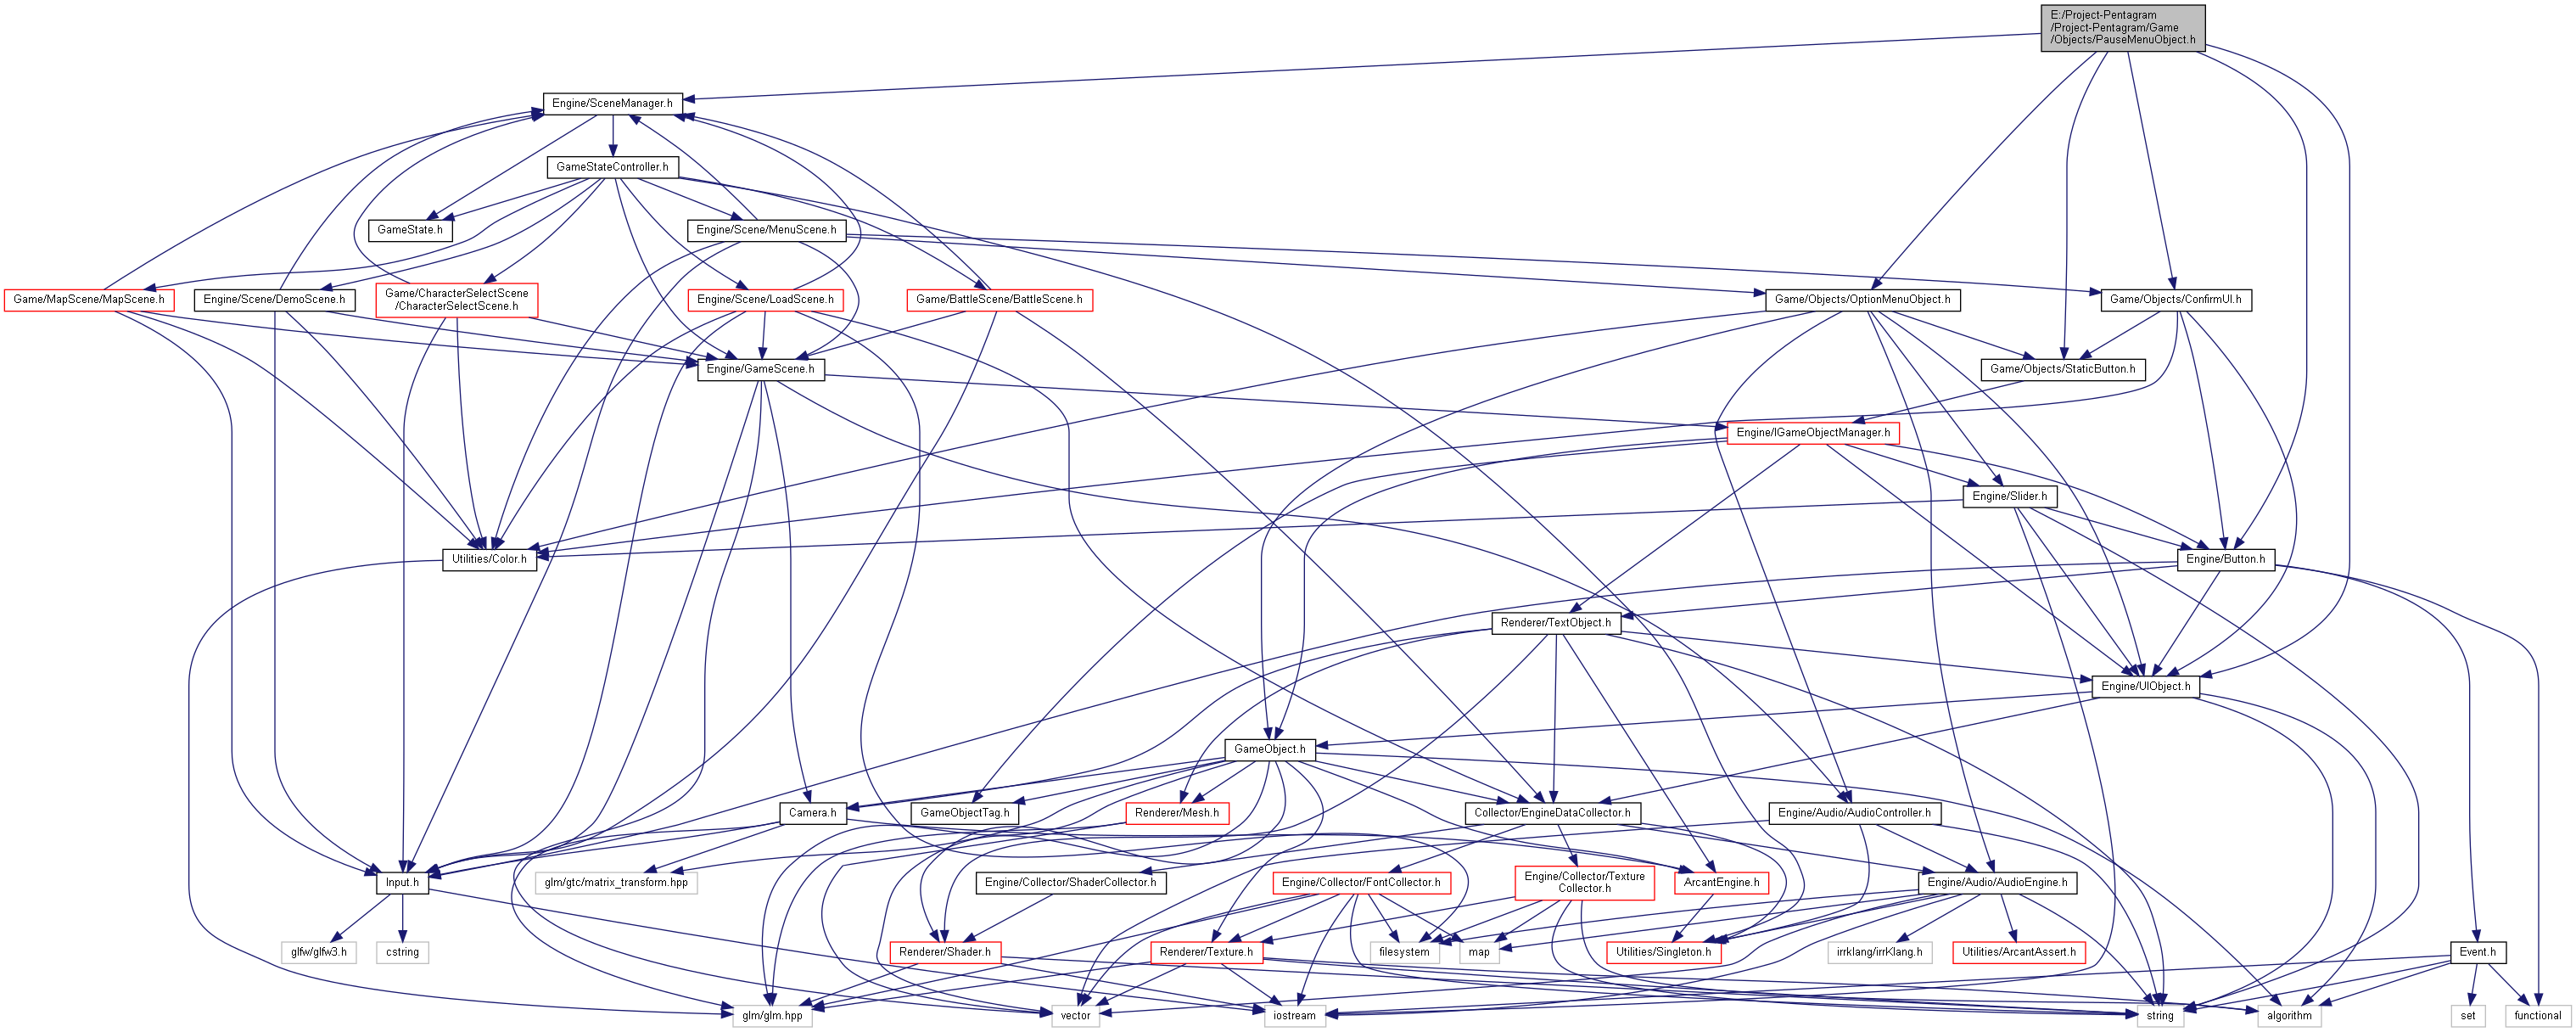 E:/Project-Pentagram
/Project-Pentagram/Game
/Objects/PauseMenuObject.h
Engine/SceneManager.h
GameStateController.h
GameState.h
Engine/Scene/MenuScene.h
Game/MapScene/MapScene.h
Engine/Scene/DemoScene.h
Game/CharacterSelectScene
/CharacterSelectScene.h
Engine/Scene/LoadScene.h
Game/BattleScene/BattleScene.h
Game/Objects/OptionMenuObject.h
Game/Objects/ConfirmUI.h
Engine/GameScene.h
Game/Objects/StaticButton.h
Engine/IGameObjectManager.h
Engine/Slider.h
Utilities/Color.h
Engine/Button.h
Renderer/TextObject.h
Engine/UIObject.h
GameObject.h
Camera.h
GameObjectTag.h
Renderer/Mesh.h
Collector/EngineDataCollector.h
Engine/Audio/AudioController.h
Input.h
glm/gtc/matrix_transform.hpp
Engine/Collector/ShaderCollector.h
Engine/Collector/FontCollector.h
Engine/Collector/Texture
Collector.h
ArcantEngine.h
Engine/Audio/AudioEngine.h
glfw/glfw3.h
cstring
Renderer/Shader.h
Renderer/Texture.h
filesystem
map
Utilities/Singleton.h
irrklang/irrKlang.h
Utilities/ArcantAssert.h
Event.h
glm/glm.hpp
vector
iostream
string
algorithm
set
functional